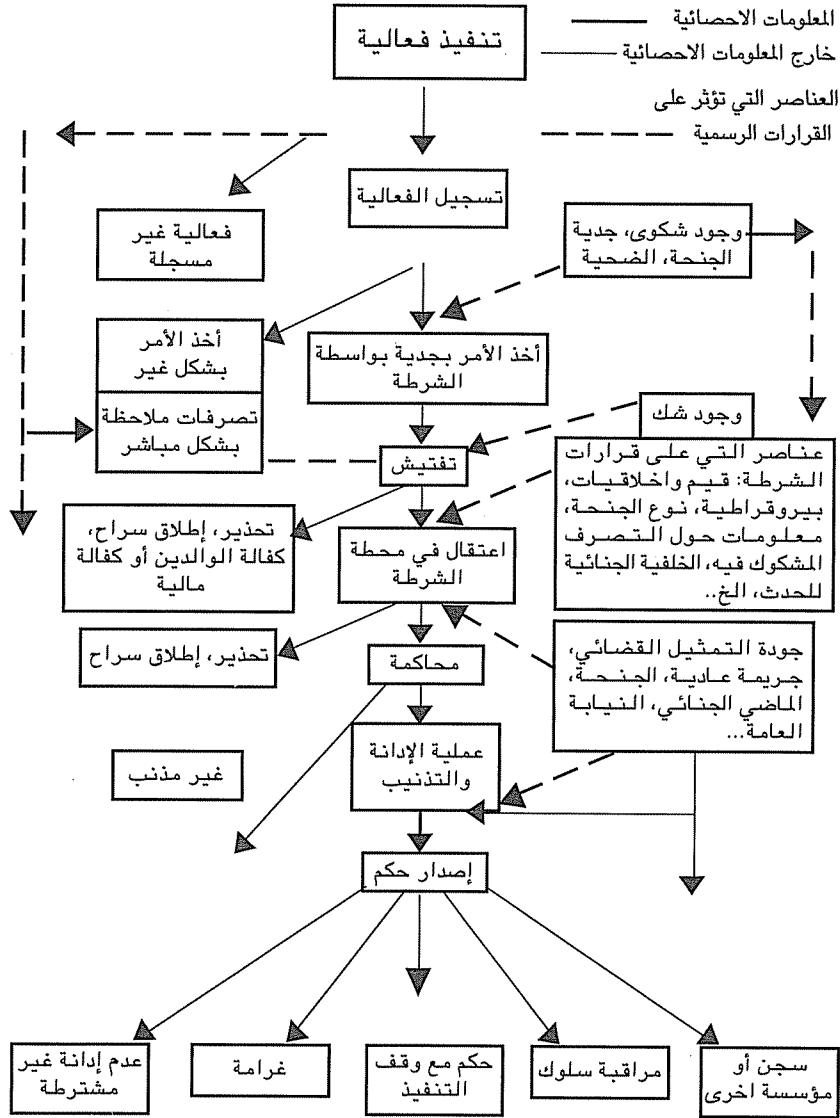 المعلومات الاحصائية
خارج المعلومات الاحصائية
العناصر التي تؤثر على
القرارات الرسمية
تنفيذ فعالية
تسجيل الفعالية
فعالية غير
مسجلة
وجود شكوى، جدية
الجنحة، الضحية
أخذ الأمر
بشكل غير
أخذ الأمر بجدية بواسطة
الشرطة
تصرفات ملاحظة
بشكل مباشر
وجود شك
تفتيش
عناصر التي على قرارات
الشرطة: قيم واخلاقيات،
بيروقراطية، نوع الجنحة،
معلومات حول التصرف
المشكوك فيه، الخلفية الجنائية
للحدث، الخ..
تحذير، إطلاق سراح،
كفالة الوالدين أو كفالة
مالية
اعتقال في محطة
الشرطة
تحذير، إطلاق سراح
محاكمة
جودة التمثيل القضائي،
جريمة عادية، الجنحة،
الماضي الجنائي، النيابة
العامة...
عملية الإدانة
والتذنيب
غير مذنب
إصدار حكم
سجن أو
مؤسسة اخرى
مراقبة سلوك
حكم مع وقف
التنفيذ
غرامة
عدم إدانة غير
مشترطة